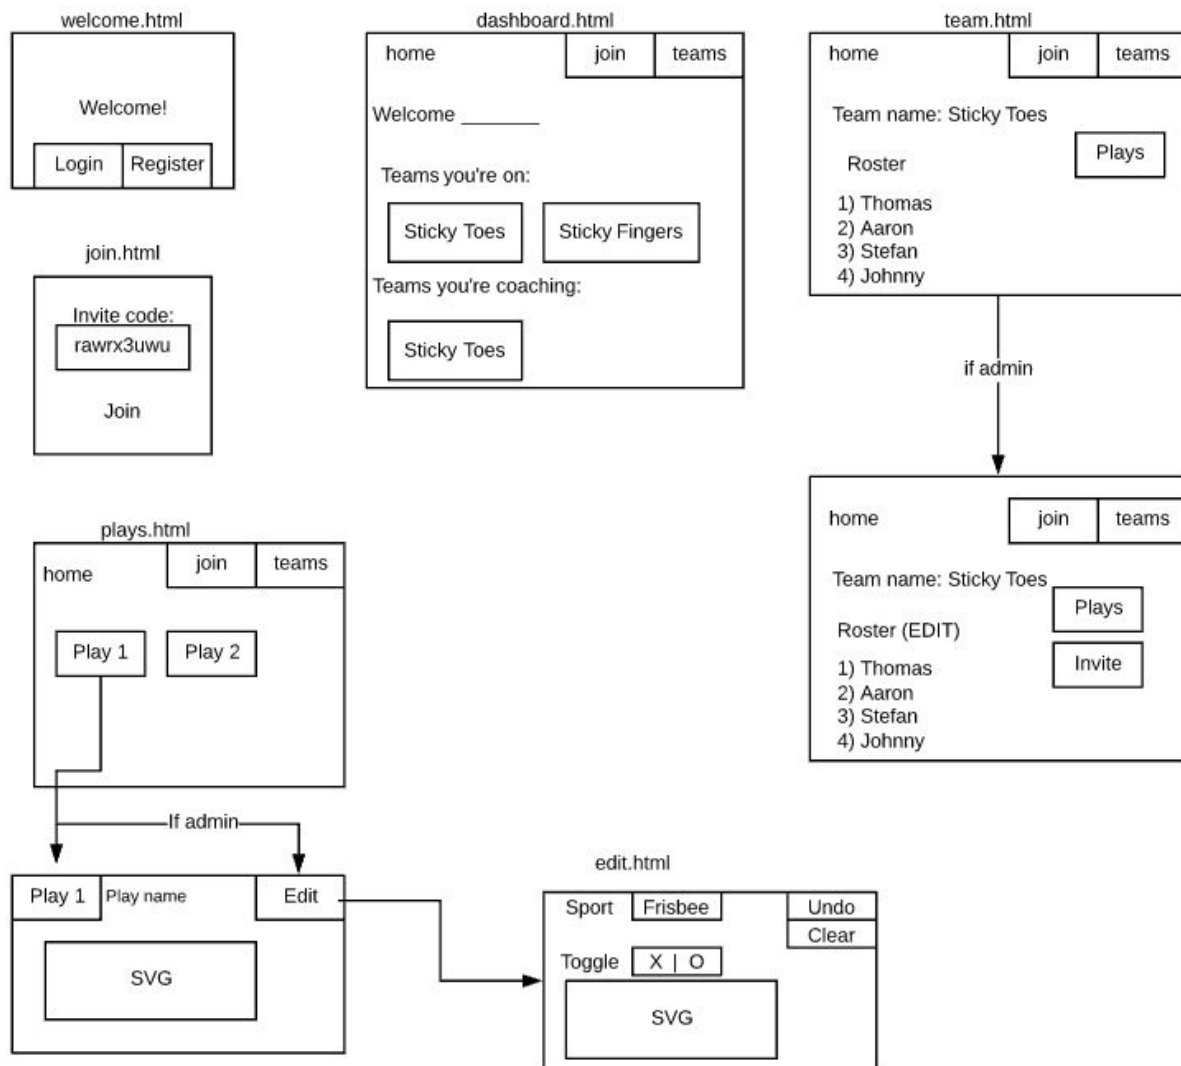 welcome.html
Welcome!
Login Register
join.html
Invite code:
rawrx3uwu
Join
dashboard.html
home join teams
Welcome _______
Teams you're on:
Sticky Toes Sticky Fingers
Teams you're coaching:
Sticky Toes
team.html
home join teams
Team name: Sticky Toes
Plays
Roster
1) Thomas
2) Aaron
3) Stefan
4) Johnny
if admin
home join teams
Team name: Sticky Toes
Plays
Roster (EDIT)
Invite
1) Thomas
2) Aaron
3) Stefan
4) Johnny
plays.html
home join teams
Play 1 Play 2
If admin
Play 1 Play name Edit
SVG
edit.html
Sport Frisbee Undo
Clear
Toggle X | O
SVG